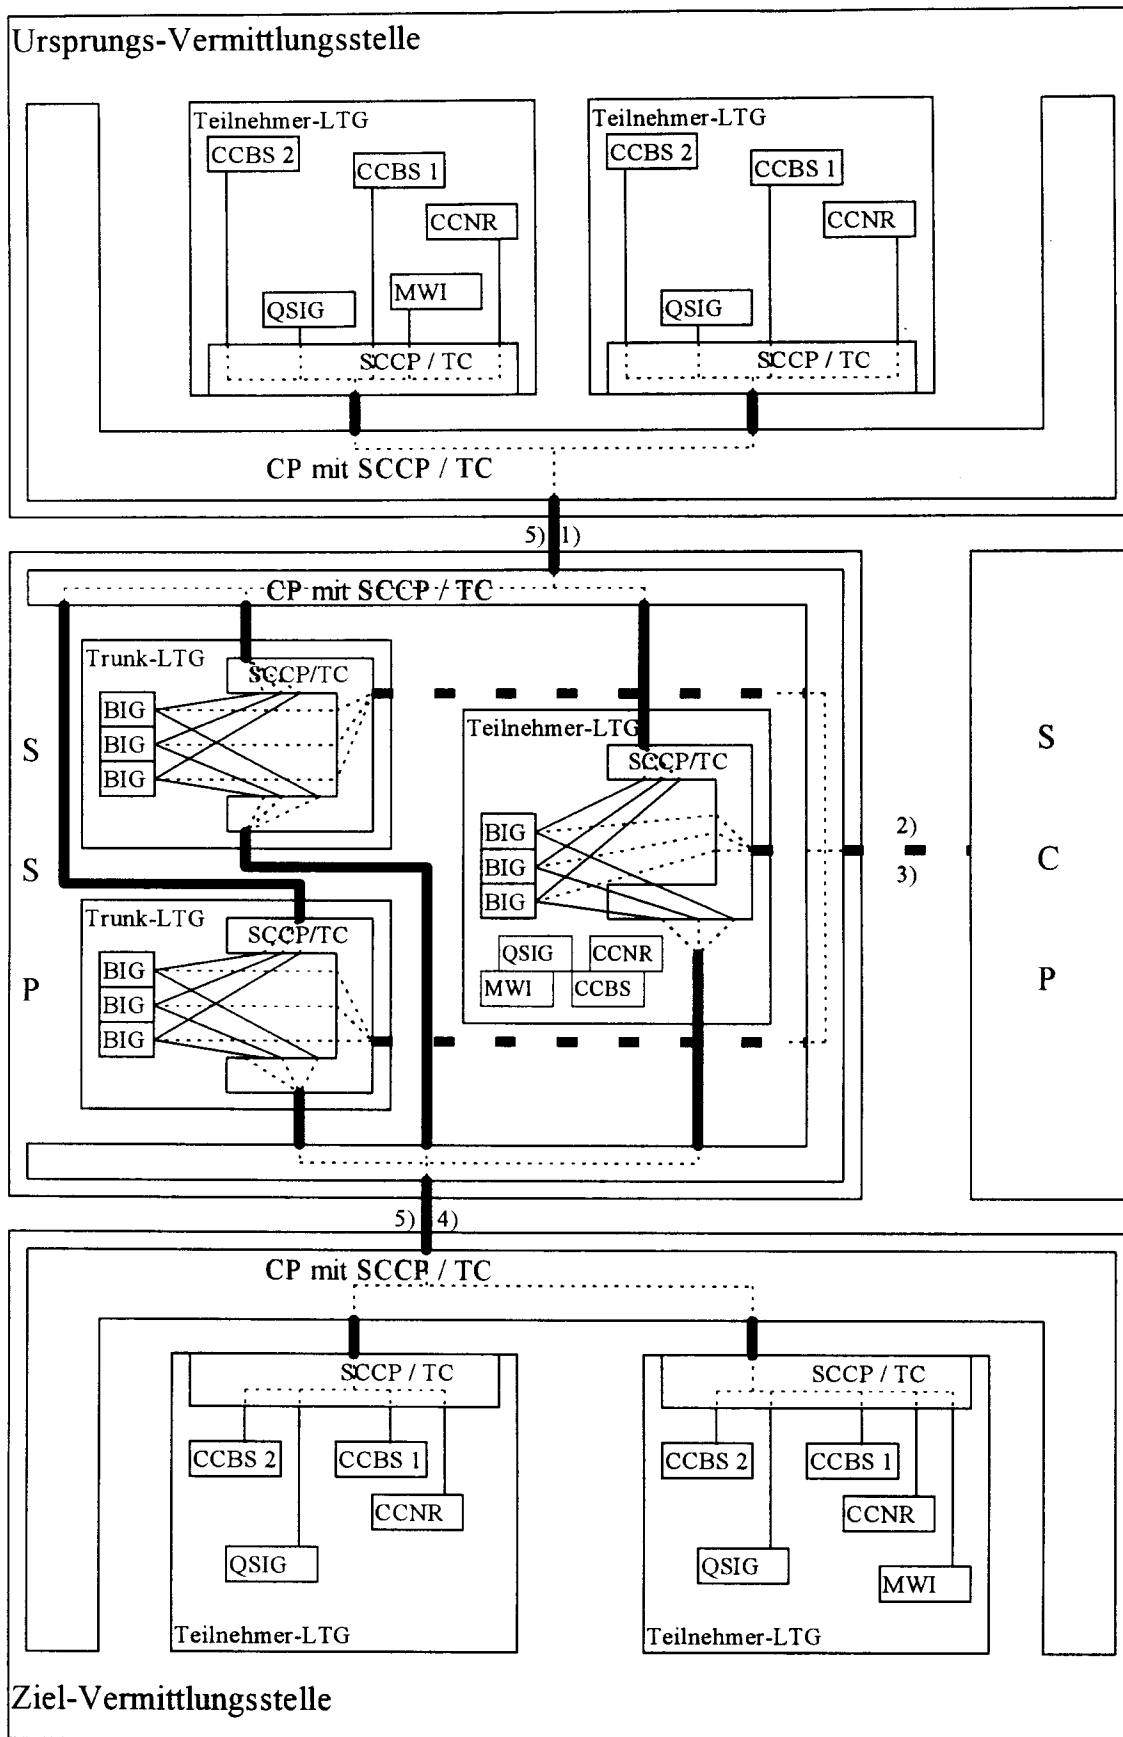 Ursprungs-Vermittlungsstelle
Teilnehmer-LTG
CCBS 2
CCBS 1
CCNR
MWI
QSIG
SCCP / TC
Teilnehmer-LTG
CCBS 2
CCBS 1
CCNR
QSIG
SCCP / TC
CP mit SCCP / TC
5) 1)
CP mit SCCP / TC
Trunk-LTG
SCCP/TC
BIG
BIG
BIG
Teilnehmer-LTG
SCCP/TC
BIG
BIG
BIG
QSIG
CCNR
MWI
CCBS
Trunk-LTG
SCCP/TC
BIG
BIG
BIG
S
S
P
2)
3)
S
C
P
5) 4)
CP mit SCCP / TC
SCCP / TC
CCBS 2
CCBS 1
CCNR
QSIG
Teilnehmer-LTG
SCCP / TC
CCBS 2
CCBS 1
CCNR
QSIG
MWI
Teilnehmer-LTG
Ziel-Vermittlungsstelle